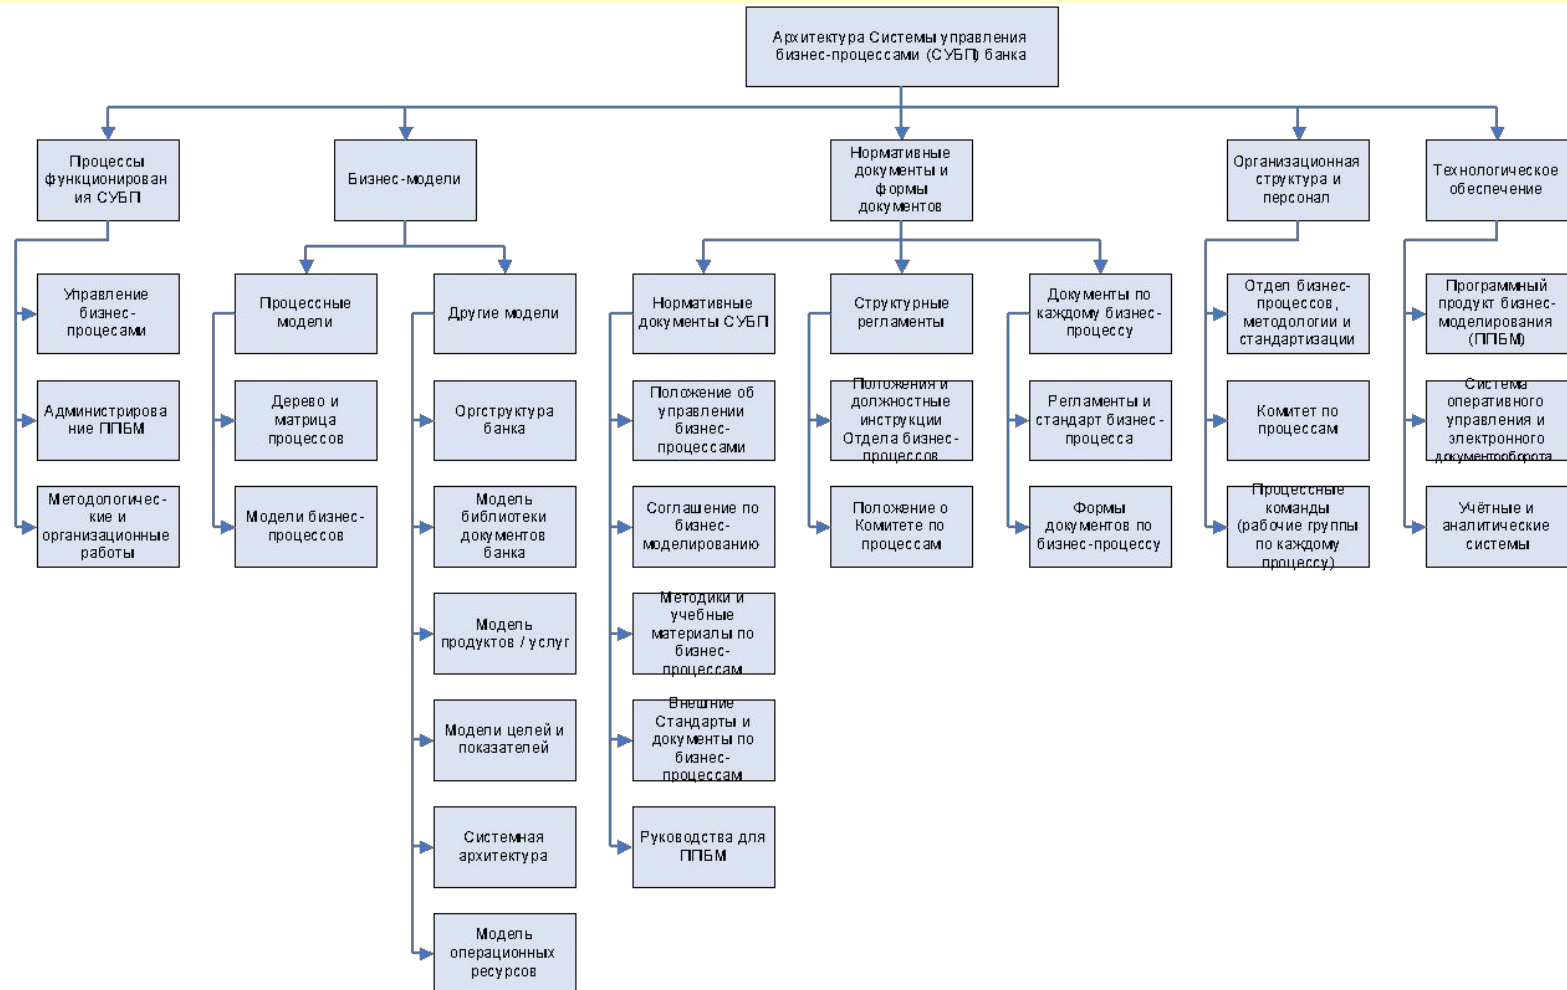 Архитектура Системы управления
бизнес-процессами (СУБП) банка
Процессы
функционирован
ия СУБП
Бизнес-модели
Нормативные
документы и
формы
документов
Организационная
структура и
персонал
Технологическое
обеспечение
Управление
бизнес-
процесами
Процессные
модели
Другие модели
Нормативные
документы СУБП
Структурные
регламенты
Документы по
каждому бизнес-
процессу
Отдел бизнес-
процессов,
методологии и
стандартизации
Программный
продукт бизнес-
моделирования
(ППБМ)
Администрирова
ние ППБМ
Дерево и
матрица
процессов
Оргструктура
банка
Положение об
управлении
бизнес-
процессами
Положения и
должностные
инструкции
Отдела бизнес-
процессов
Регламенты и
стандарт бизнес-
процесса
Комитет по
процессам
Система
оперативного
управления и
электронного
документооборота
Методологичес-
кие и
организационные
работы
Модели бизнес-
процессов
Модель
библиотеки
документов
банка
Соглашение по
бизнес-
моделированию
Положение о
Комитете по
процессам
Формы
документов по
бизнес-процессу
Процессные
команды
(рабочие группы
по каждому
процессу)
Учётные и
аналитические
системы
Модель
продуктов / услуг
Методики и
учебные
материалы по
бизнес-
процессам
Модели целей и
показателей
Внешние
Стандарты и
документы по
бизнес-
процессам
Системная
архитектура
Руководства для
ППБМ
Модель
операционных
ресурсов